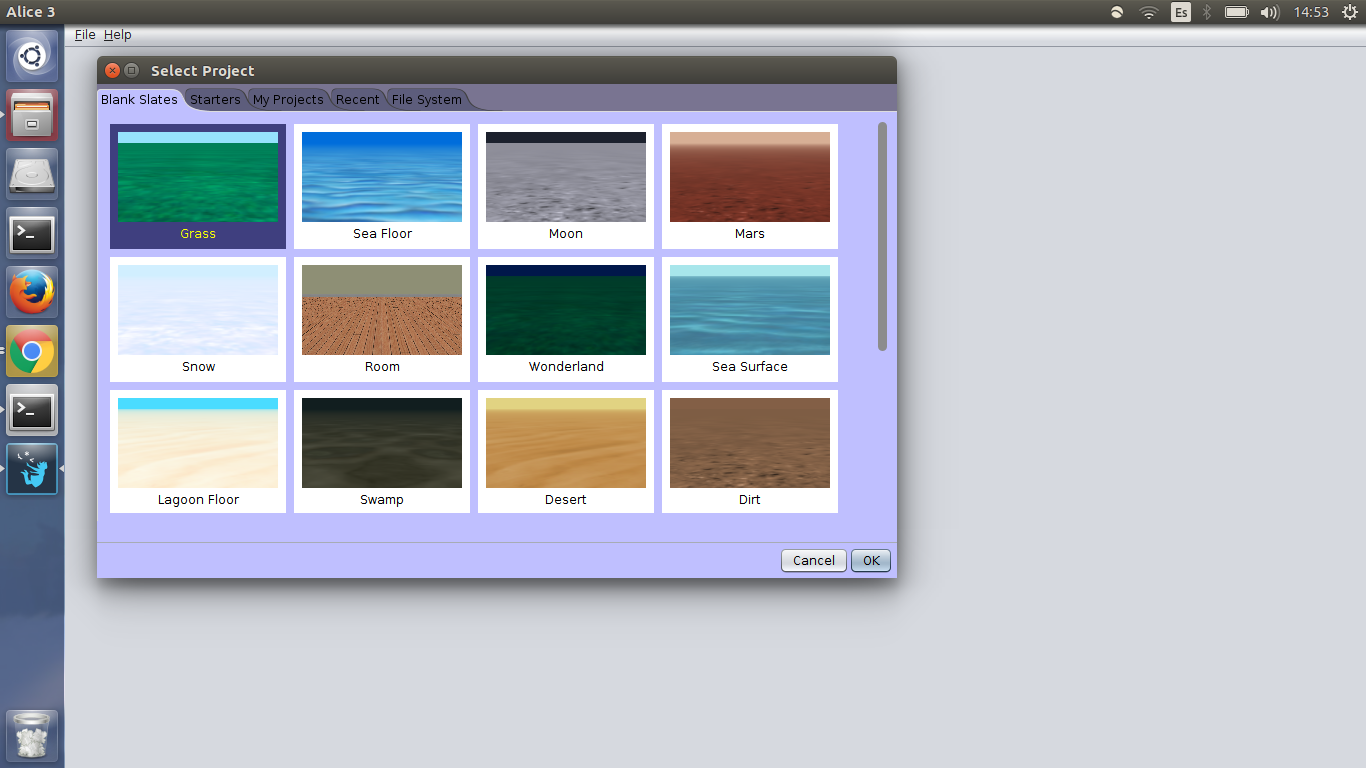 Alice 3
Es
14:53
File Help
Select Project
Blank Slates Starters My Projects Recent File System
Grass Sea Floor Moon Mars
Snow Room Wonderland Sea Surface
Lagoon Floor Swamp Desert Dirt
Cancel OK